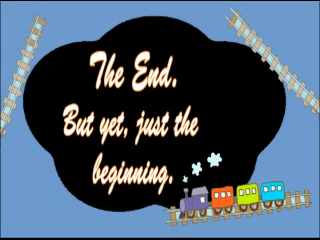 The End.
But yet, just the
beginning.